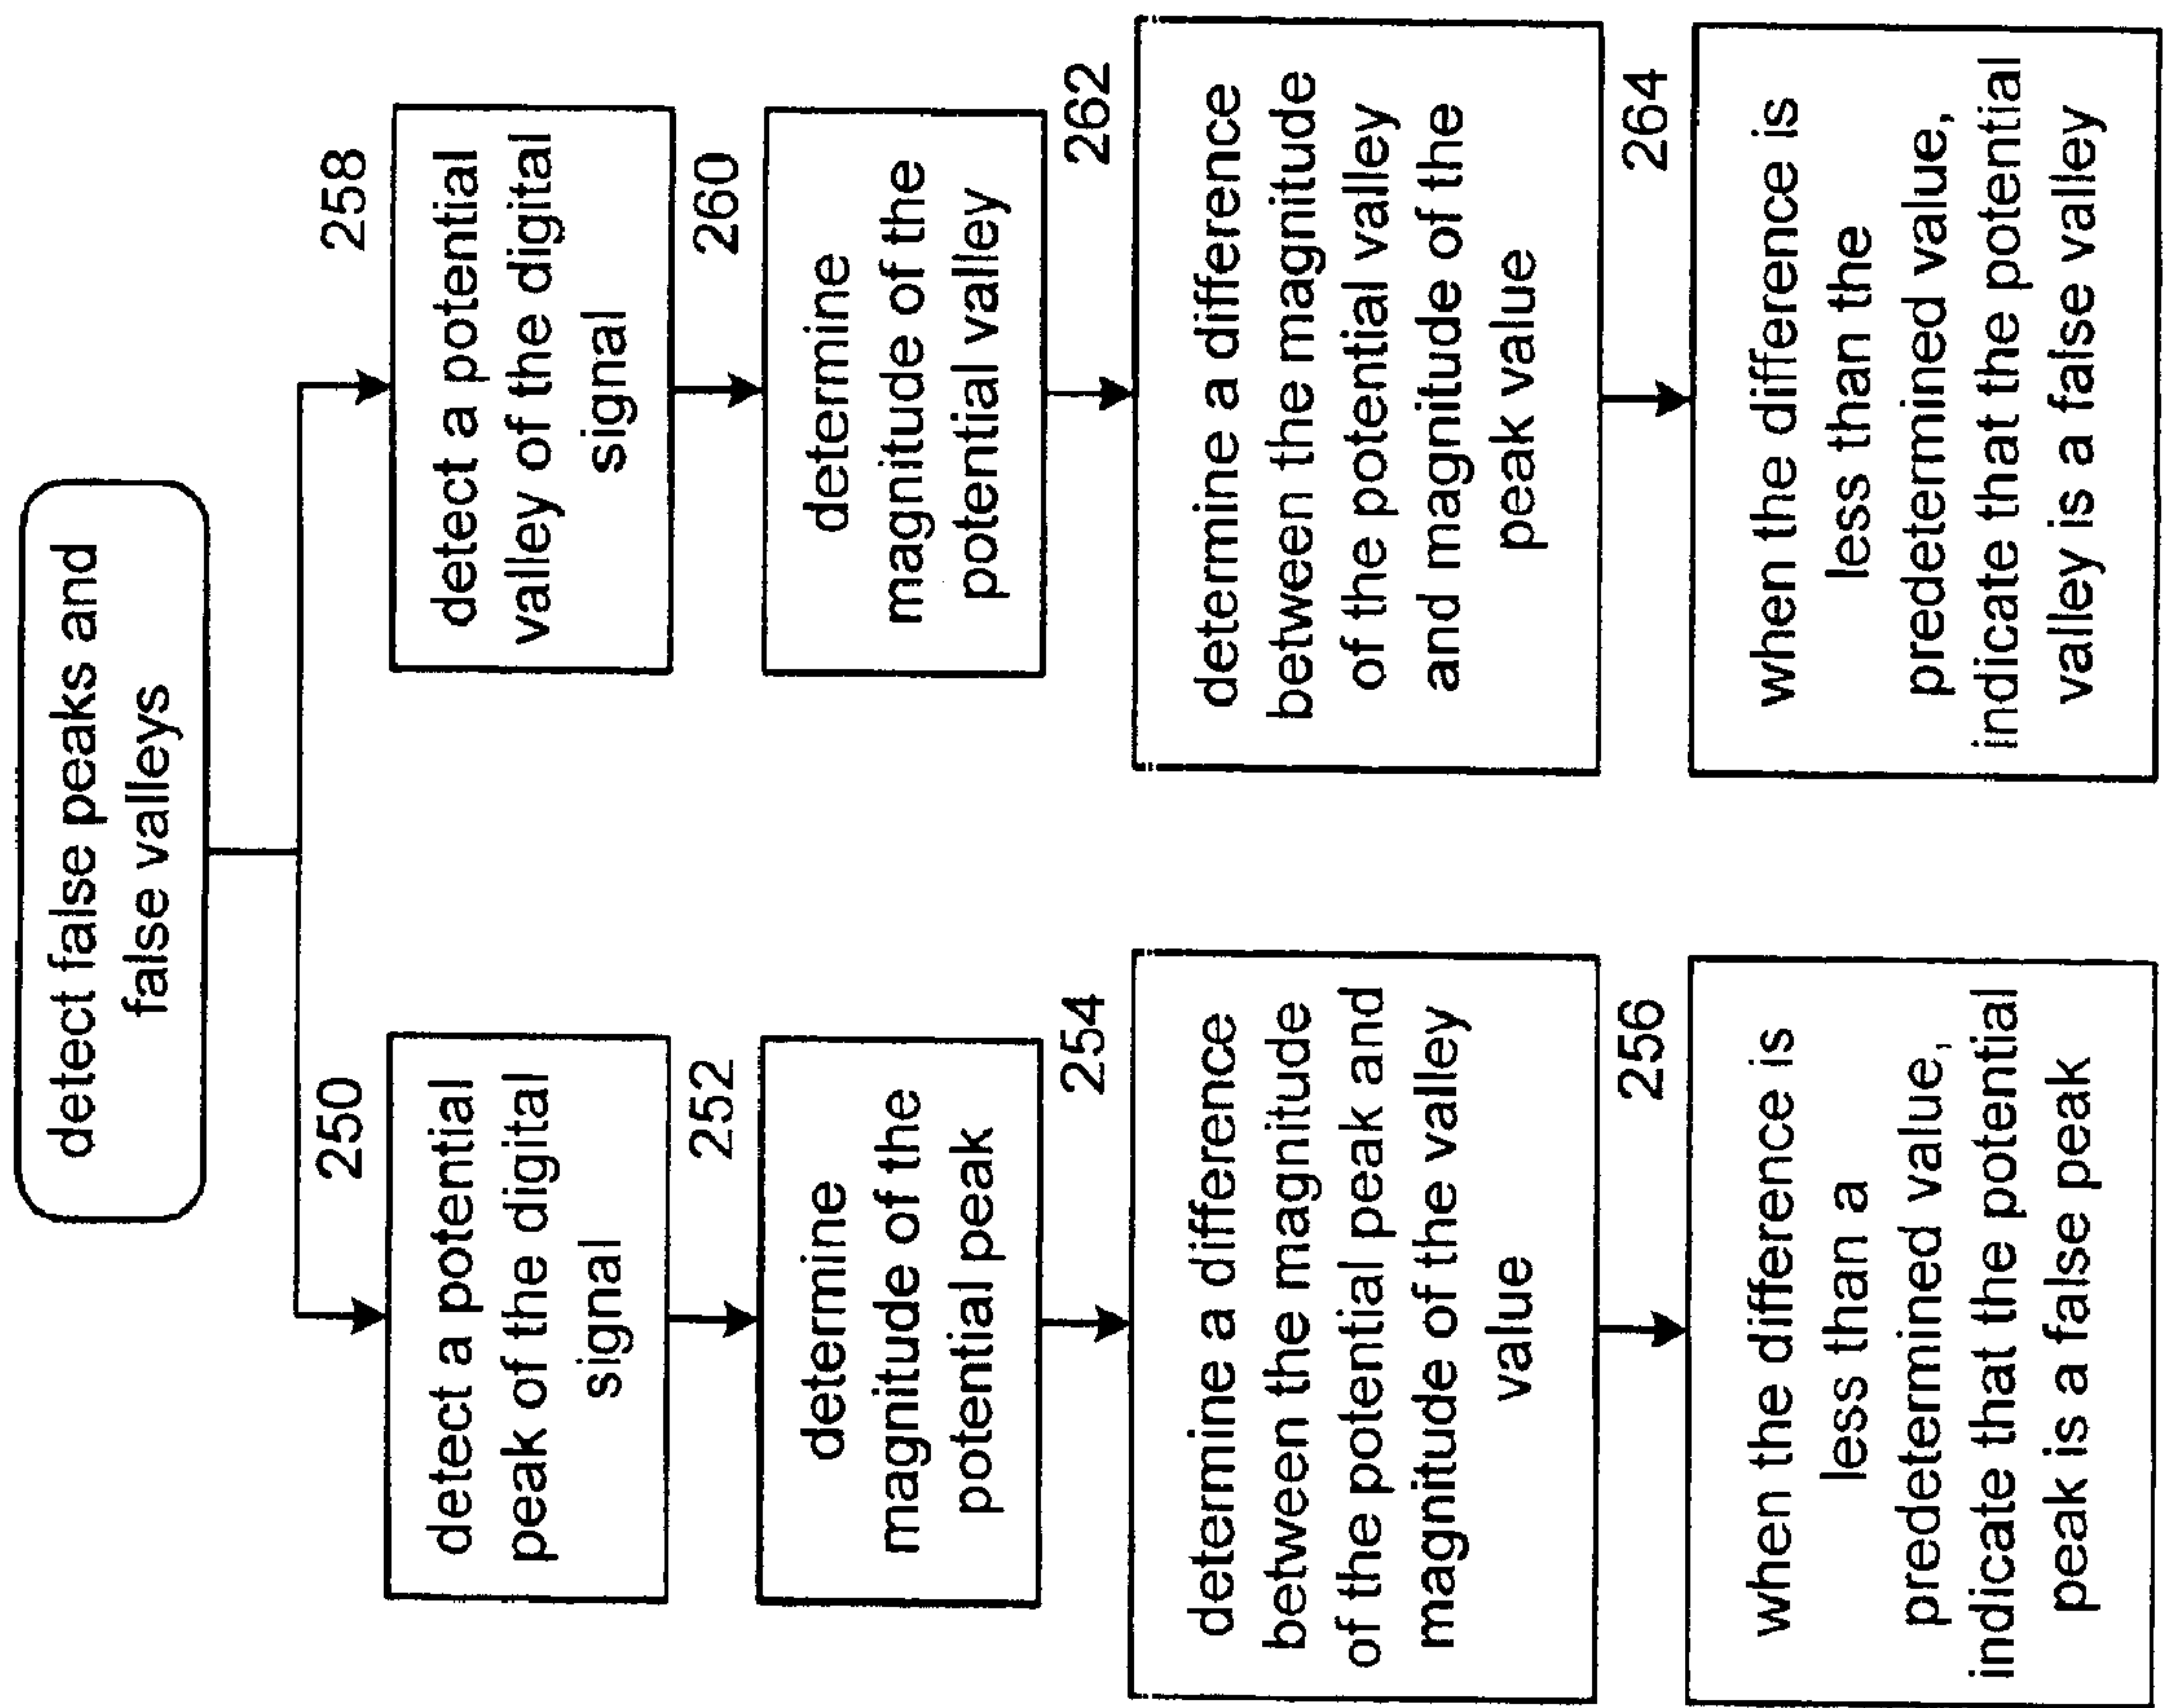 detect false peaks and
false valleys
250
detect a potential
peak of the digital
signal
252
determine
magnitude of the
potential peak
254
determine a difference
between the magnitude
of the potential peak and
magnitude of the valley
value
256
when the difference is
less than a
predetermined value,
indicate that the potential
peak is a false peak
258
detect a potential
valley of the digital
signal
260
determine
magnitude of the
potential valley
262
determine a difference
between the magnitude
of the potential valley
and magnitude of the
peak value
264
when the difference is
less than the
predetermined value,
indicate that the potential
valley is a false valley